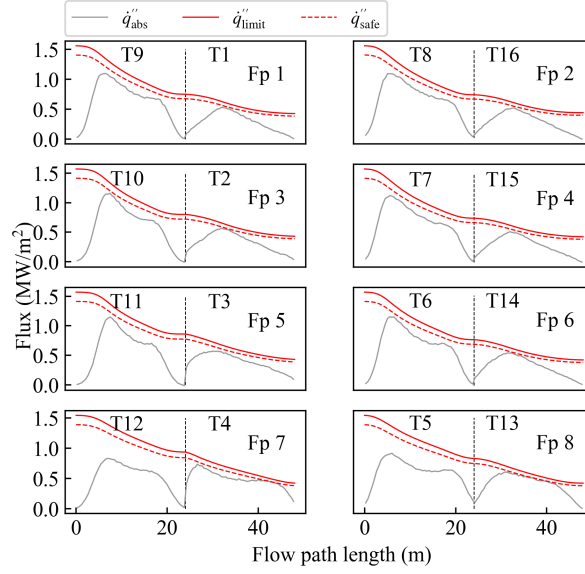 q̇″abs q̇″limit q̇″safe
T9 T1 Fp 1
T8 T16 Fp 2
1.5
1.0
0.5
0.0
T10 T2 Fp 3
T7 T15 Fp 4
1.5
1.0
0.5
0.0
T11 T3 Fp 5
T6 T14 Fp 6
1.5
1.0
0.5
0.0
T12 T4 Fp 7
T5 T13 Fp 8
1.5
1.0
0.5
0.0
Flux (MW/m²)
0 20 40
0 20 40
Flow path length (m)